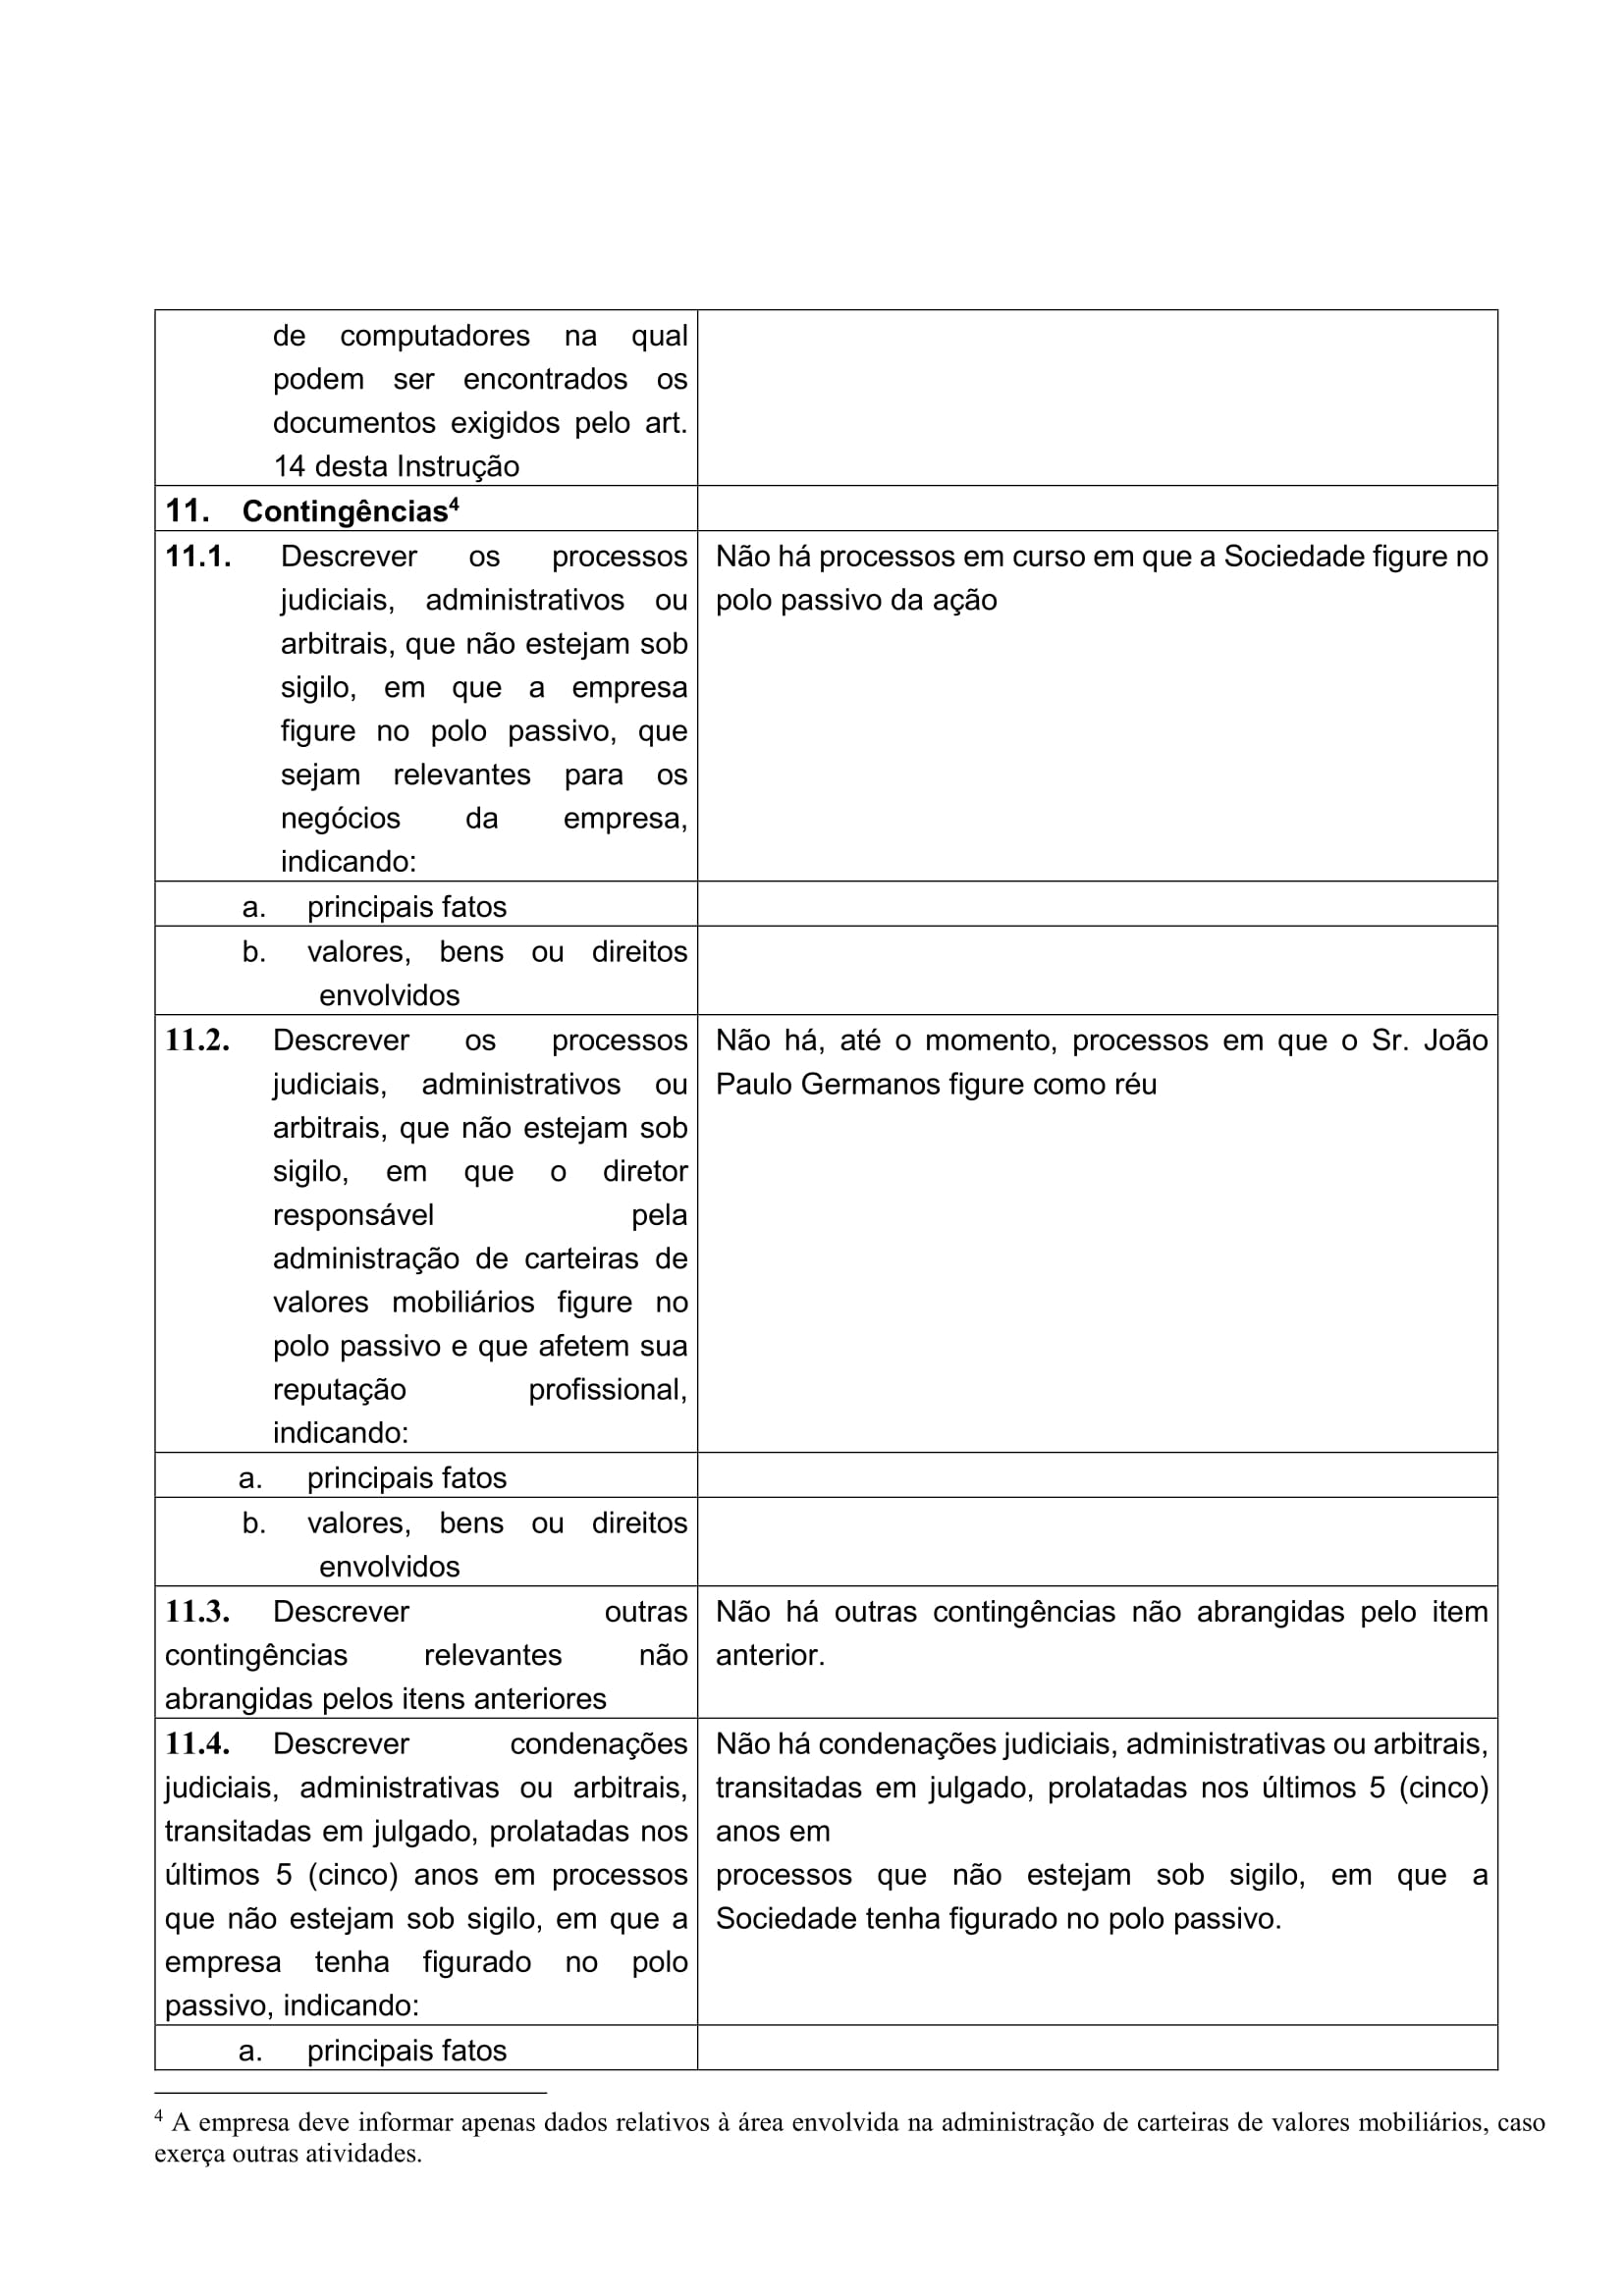 de computadores na qual
podem ser encontrados os
documentos exigidos pelo art.
14 desta Instrução
11. Contingências⁴
11.1. Descrever os processos
judiciais, administrativos ou
arbitrais, que não estejam sob
sigilo, em que a empresa
figure no polo passivo, que
sejam relevantes para os
negócios da empresa,
indicando:
Não há processos em curso em que a Sociedade figure no
polo passivo da ação
a. principais fatos
b. valores, bens ou direitos
envolvidos
11.2. Descrever os processos
judiciais, administrativos ou
arbitrais, que não estejam sob
sigilo, em que o diretor
responsável pela
administração de carteiras de
valores mobiliários figure no
polo passivo e que afetem sua
reputação profissional,
indicando:
Não há, até o momento, processos em que o Sr. João
Paulo Germanos figure como réu
a. principais fatos
b. valores, bens ou direitos
envolvidos
11.3. Descrever outras
contingências relevantes não
abrangidas pelos itens anteriores
Não há outras contingências não abrangidas pelo item
anterior.
11.4. Descrever condenações
judiciais, administrativas ou arbitrais,
transitadas em julgado, prolatadas nos
últimos 5 (cinco) anos em processos
que não estejam sob sigilo, em que a
empresa tenha figurado no polo
passivo, indicando:
Não há condenações judiciais, administrativas ou arbitrais,
transitadas em julgado, prolatadas nos últimos 5 (cinco)
anos em
processos que não estejam sob sigilo, em que a
Sociedade tenha figurado no polo passivo.
a. principais fatos
⁴ A empresa deve informar apenas dados relativos à área envolvida na administração de carteiras de valores mobiliários, caso
exerça outras atividades.